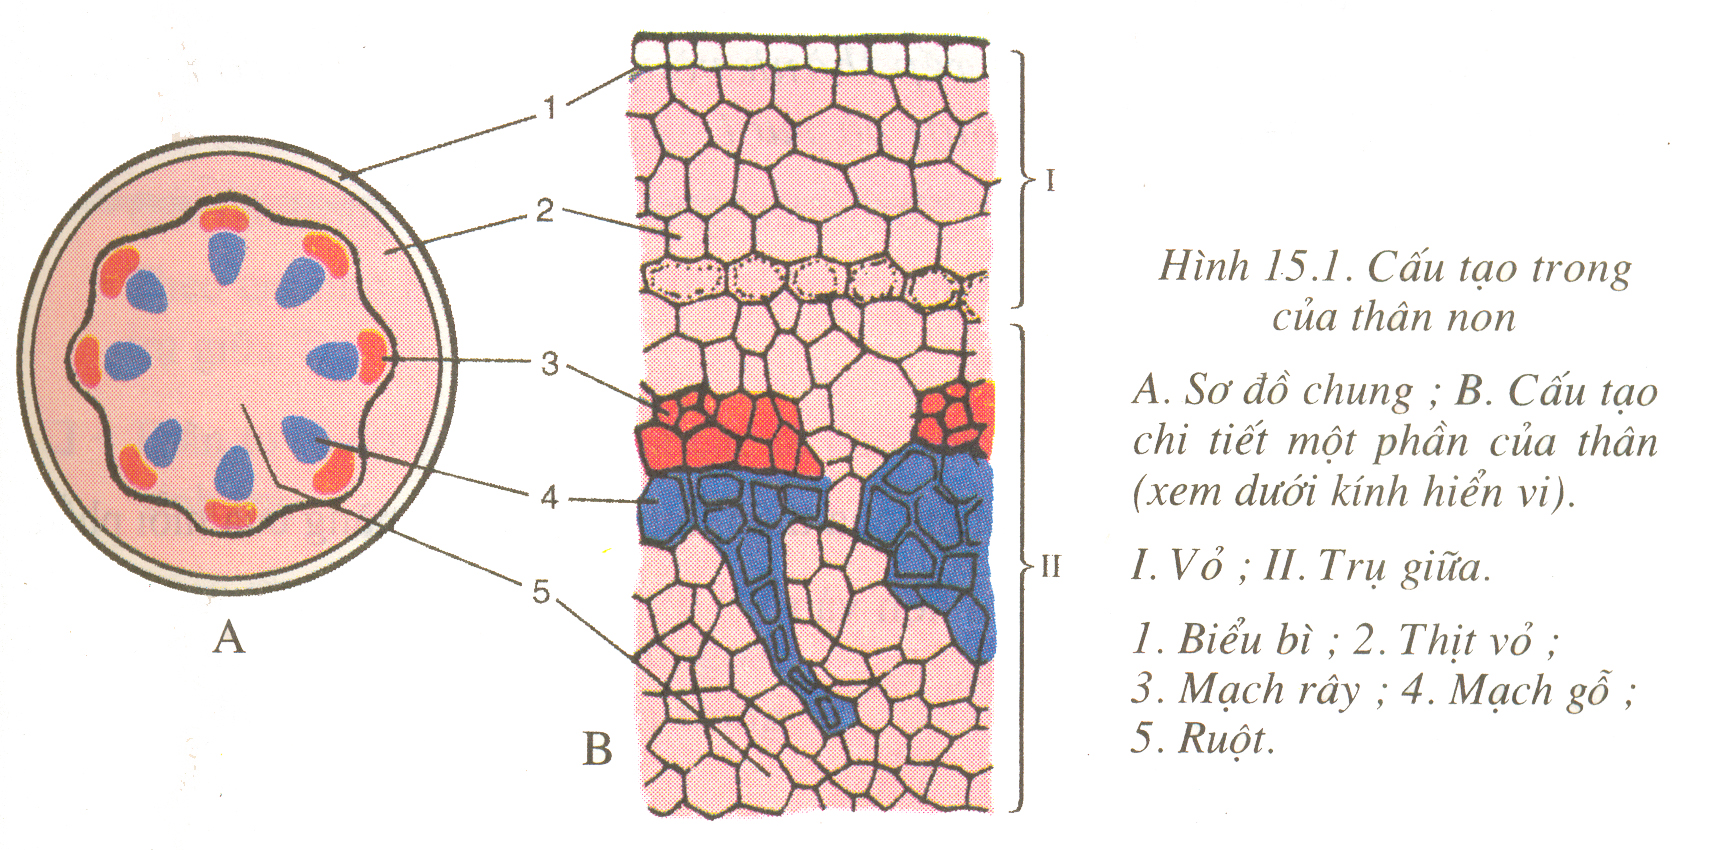 1
2
3
4
5
A
B
I
II
Hình 15.1. Cấu tạo trong
của thân non
A. Sơ đồ chung ; B. Cấu tạo
chi tiết một phần của thân
(xem dưới kính hiển vi).
I. Vỏ ; II. Trụ giữa.
1. Biểu bì ; 2. Thịt vỏ ;
3. Mạch rây ; 4. Mạch gỗ ;
5. Ruột.